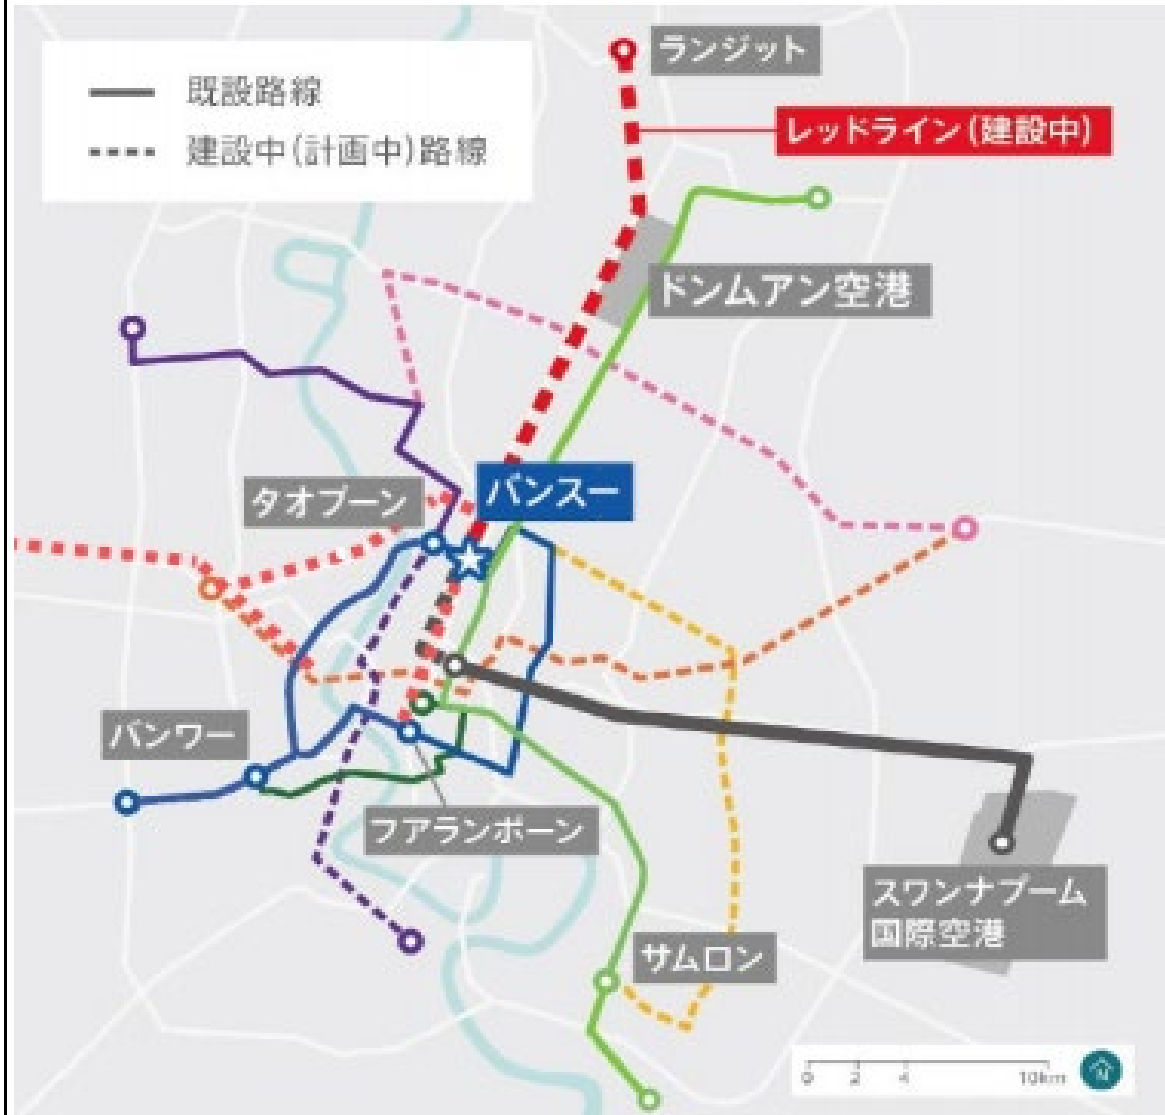 既設路線
建設中(計画中)路線
ランジット
レッドライン(建設中)
ドンムアン空港
タオプーン
バンスー
バンワー
フアランポーン
スワンナプーム
国際空港
サムロン
0 2 4 10km
N